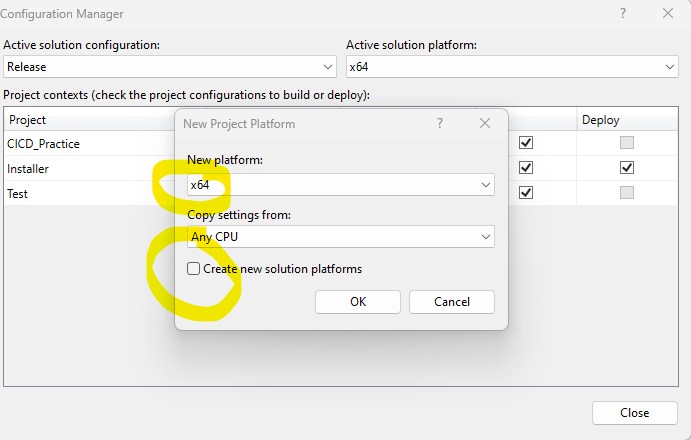 Configuration Manager
Active solution configuration: Active solution platform:
Release x64
Project contexts (check the project configurations to build or deploy):
Project Deploy
CICD_Practice
Installer
Test
New Project Platform
New platform:
x64
Copy settings from:
Any CPU
Create new solution platforms
OK Cancel
Close